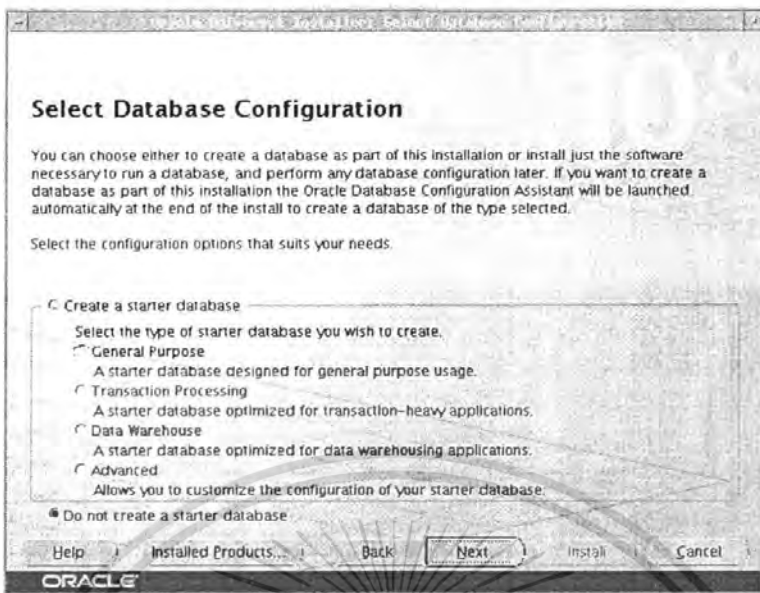 Oracle Universal Installer: Select Database Configuration
Select Database Configuration
You can choose either to create a database as part of this installation or install just the software
necessary to run a database, and perform any database configuration later. If you want to create a
database as part of this installation the Oracle Database Configuration Assistant will be launched
automatically at the end of the install to create a database of the type selected.
Select the configuration options that suits your needs.
Create a starter database
Select the type of starter database you wish to create.
General Purpose
A starter database designed for general purpose usage.
Transaction Processing
A starter database optimized for transaction-heavy applications.
Data Warehouse
A starter database optimized for data warehousing applications.
Advanced
Allows you to customize the configuration of your starter database.
Do not create a starter database
Help Installed Products... Back Next Install Cancel
ORACLE